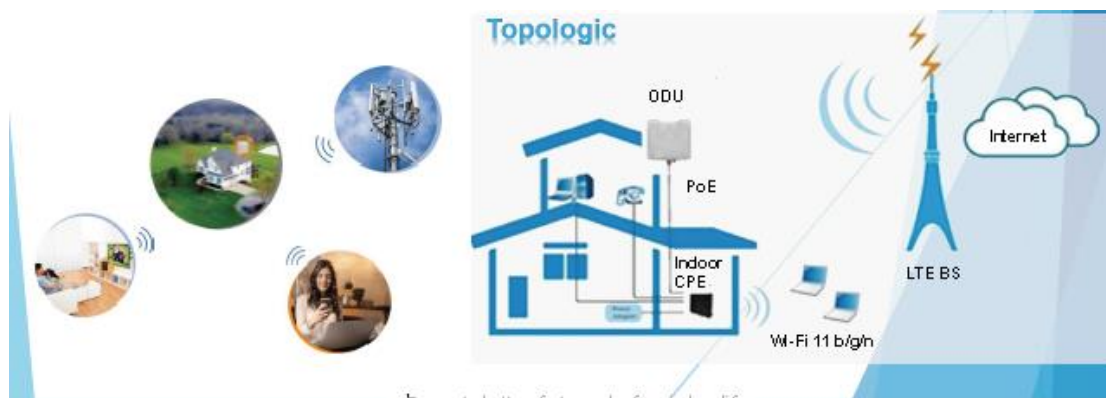 Topologic
ODU
PoE
Internet
Indoor
CPE
LTE BS
Wi-Fi 11 b/g/n